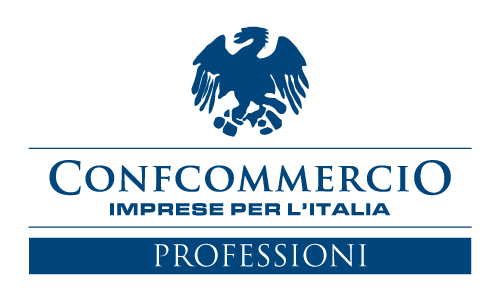 CONFCOMMERCIO
IMPRESE PER L'ITALIA
PROFESSIONI